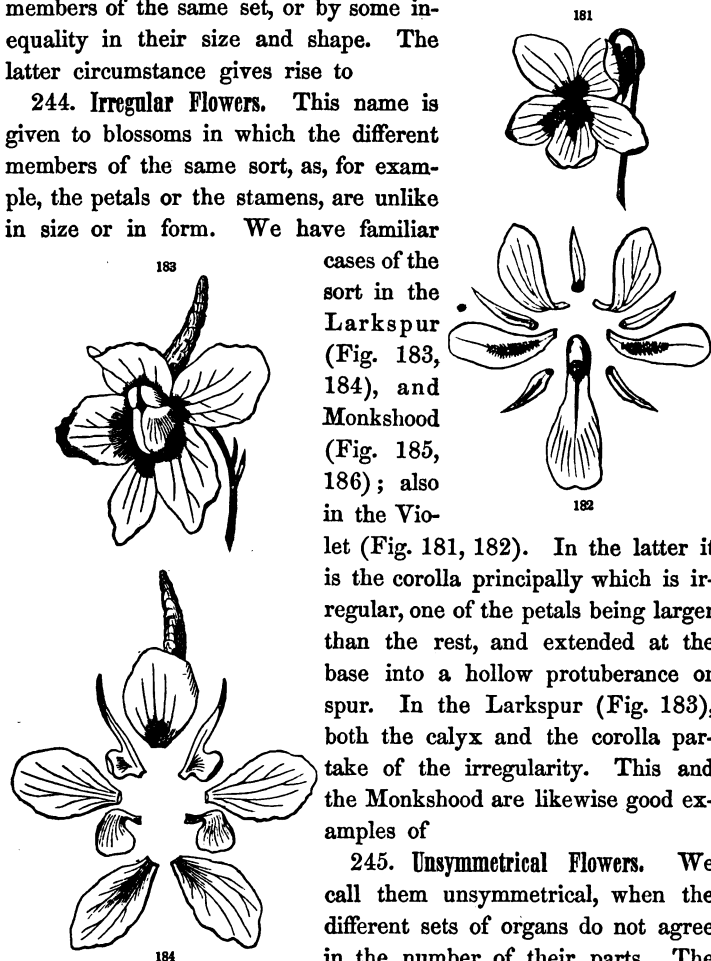 members of the same set, or by some in-
equality in their size and shape. The
latter circumstance gives rise to
244. Irregular Flowers. This name is
given to blossoms in which the different
members of the same sort, as, for exam-
ple, the petals or the stamens, are unlike
in size or in form. We have familiar
181
182
183
cases of the
sort in the
Larkspur
(Fig. 183,
184), and
Monkshood
(Fig. 185,
186); also
in the Vio-
let (Fig. 181, 182). In the latter it
is the corolla principally which is ir-
regular, one of the petals being larger
than the rest, and extended at the
base into a hollow protuberance or
spur. In the Larkspur (Fig. 183),
both the calyx and the corolla par-
take of the irregularity. This and
the Monkshood are likewise good ex-
amples of
245. Unsymmetrical Flowers. We
call them unsymmetrical, when the
different sets of organs do not agree
in the number of their parts. The
184